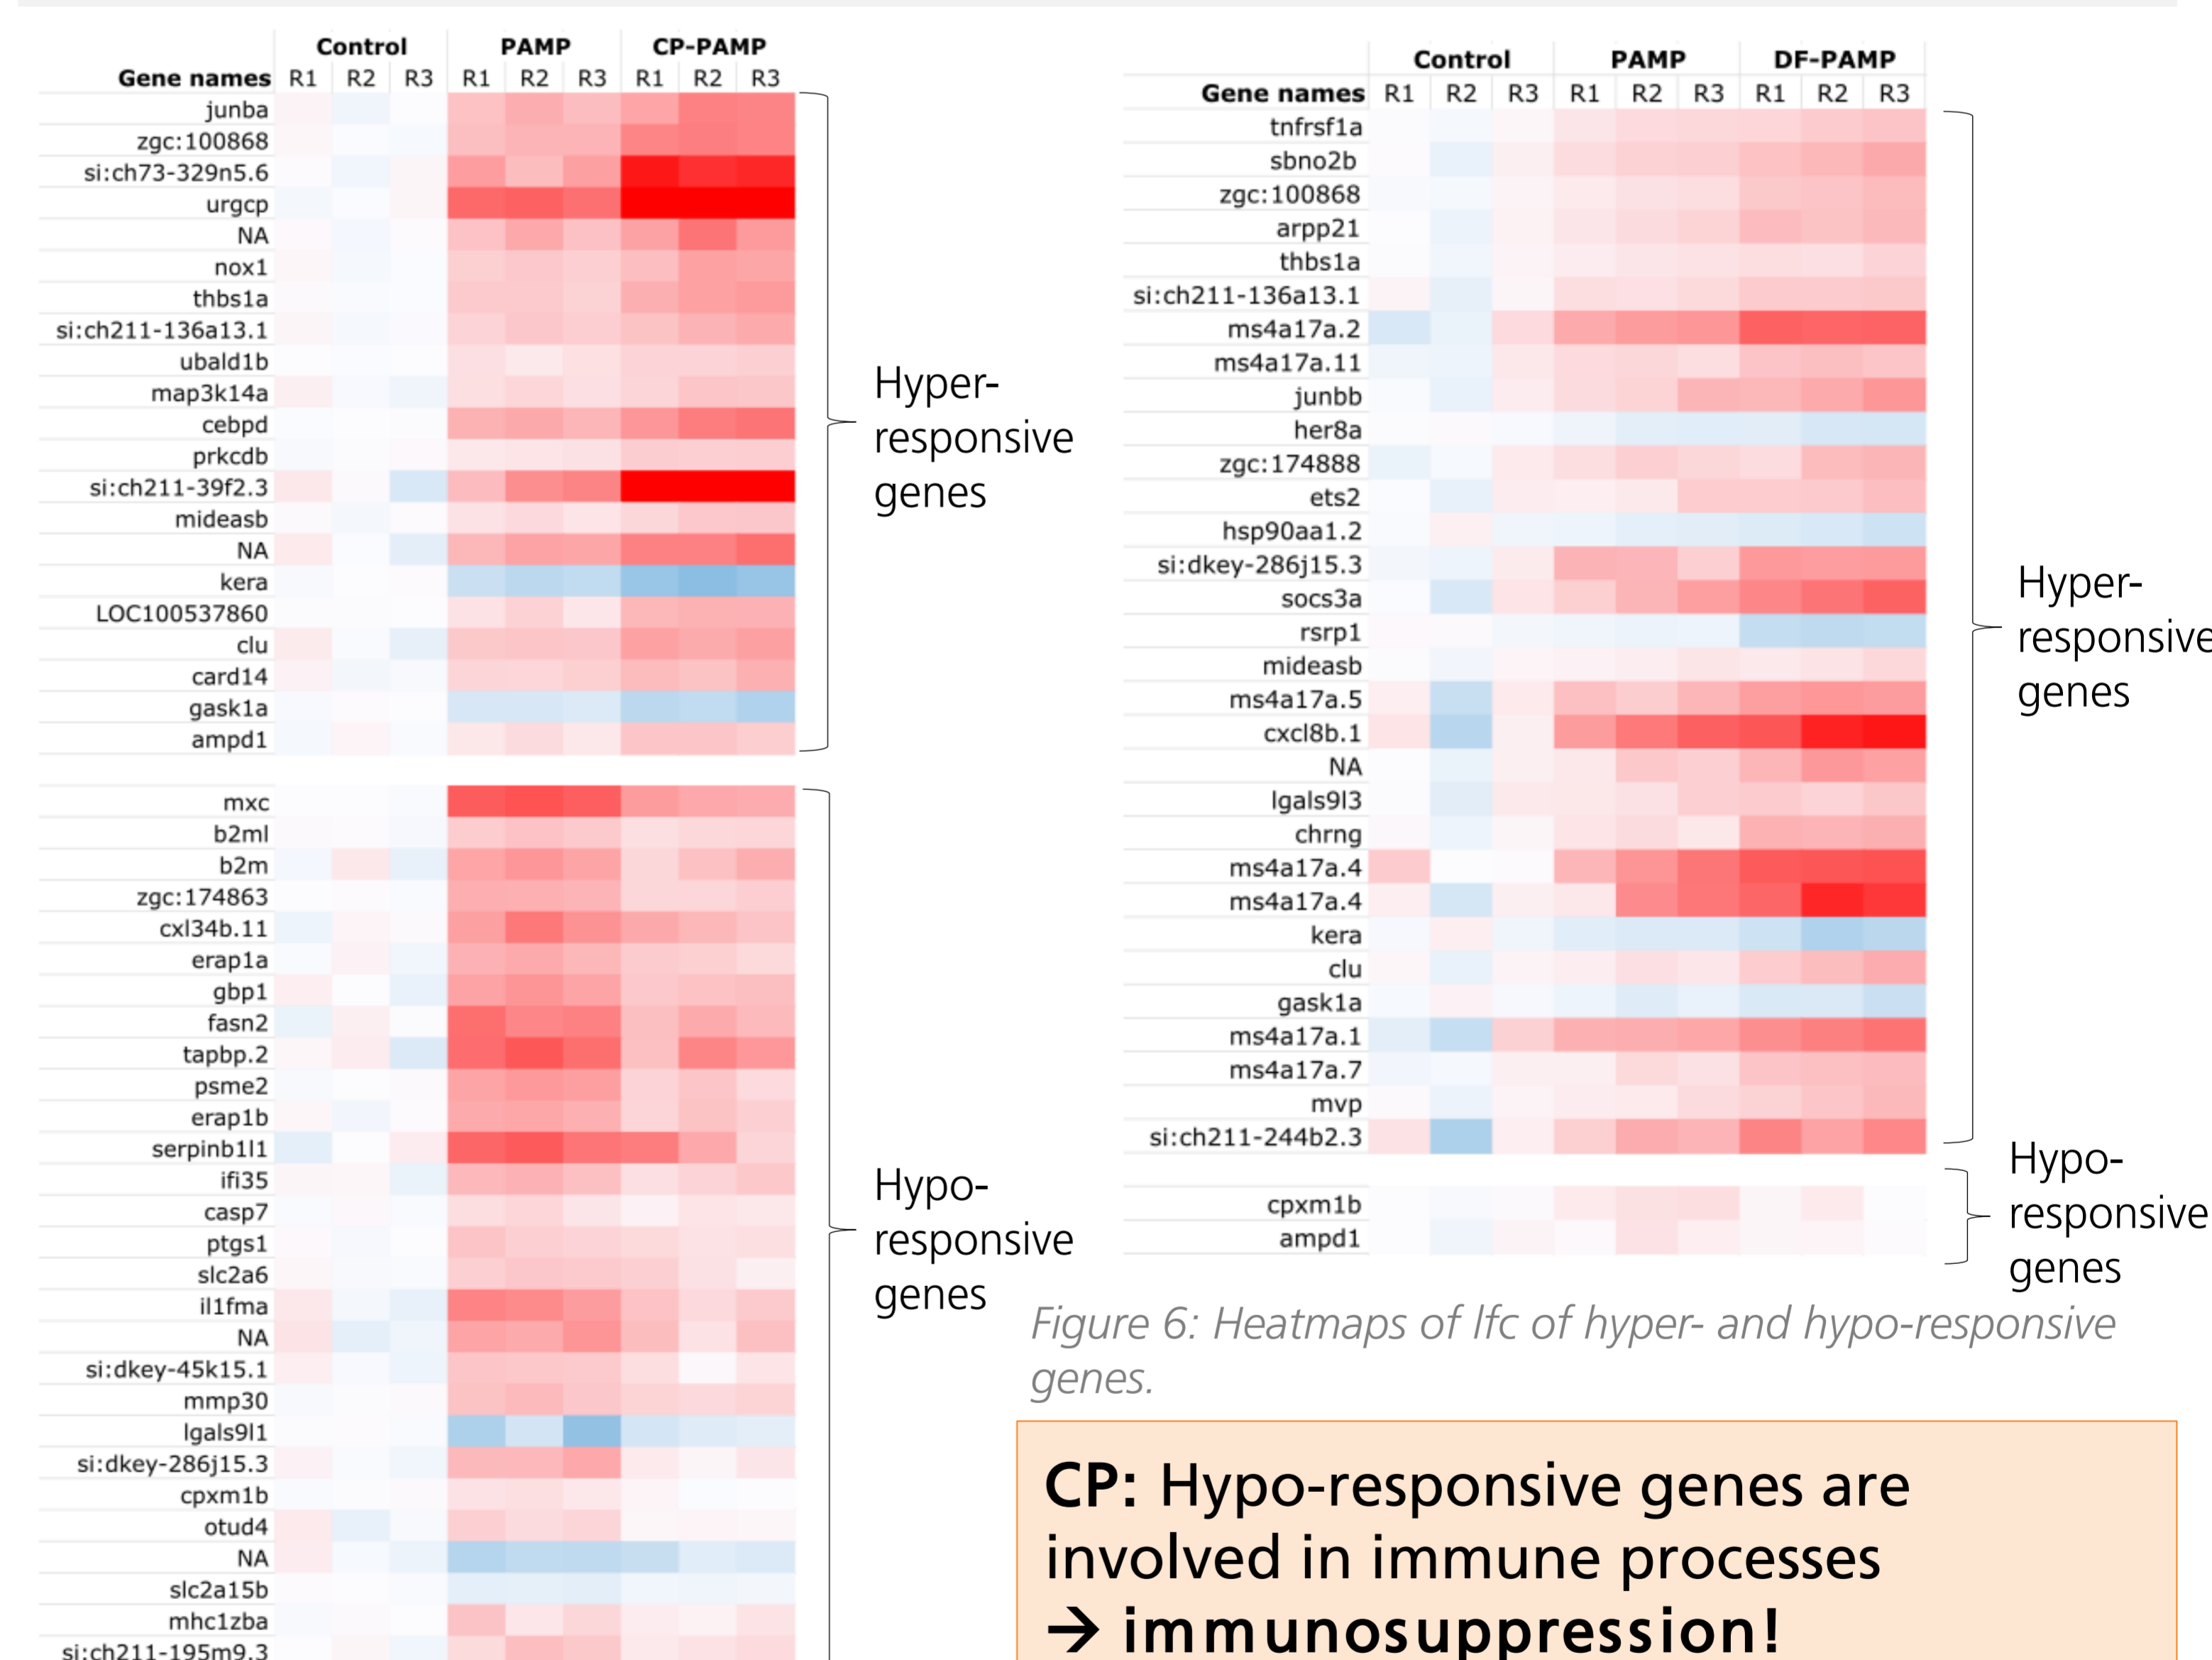 Control PAMP CP-PAMP
Gene names R1 R2 R3 R1 R2 R3 R1 R2 R3
junba
zgc:100868
si:ch73-329n5.6
urgcp
NA
nox1
thbs1a
si:ch211-136a13.1
ubald1b
map3k14a
cebpd
prkcdb
si:ch211-39f2.3
mideasb
NA
kera
LOC100537860
clu
card14
gask1a
ampd1
Hyper-
responsive
genes
mxc
b2ml
b2m
zgc:174863
cxl34b.11
erap1a
gbp1
fasn2
tapbp.2
psme2
erap1b
serpinb1l1
ifi35
casp7
ptgs1
slc2a6
il1fma
NA
si:dkey-45k15.1
mmp30
lgals9l1
si:dkey-286j15.3
cpxm1b
otud4
NA
slc2a15b
mhc1zba
si:ch211-195m9.3
Hypo-
responsive
genes
Control PAMP DF-PAMP
Gene names R1 R2 R3 R1 R2 R3 R1 R2 R3
tnfrsf1a
sbno2b
zgc:100868
arpp21
thbs1a
si:ch211-136a13.1
ms4a17a.2
ms4a17a.11
junbb
her8a
zgc:174888
ets2
hsp90aa1.2
si:dkey-286j15.3
socs3a
rsrp1
mideasb
ms4a17a.5
cxcl8b.1
NA
lgals9l3
chrng
ms4a17a.4
ms4a17a.4
kera
clu
gask1a
ms4a17a.1
ms4a17a.7
mvp
si:ch211-244b2.3
Hyper-
responsive
genes
cpxm1b
ampd1
Hypo-
responsive
genes
Figure 6: Heatmaps of lfc of hyper- and hypo-responsive
genes.
CP: Hypo-responsive genes are
involved in immune processes
→ immunosuppression!